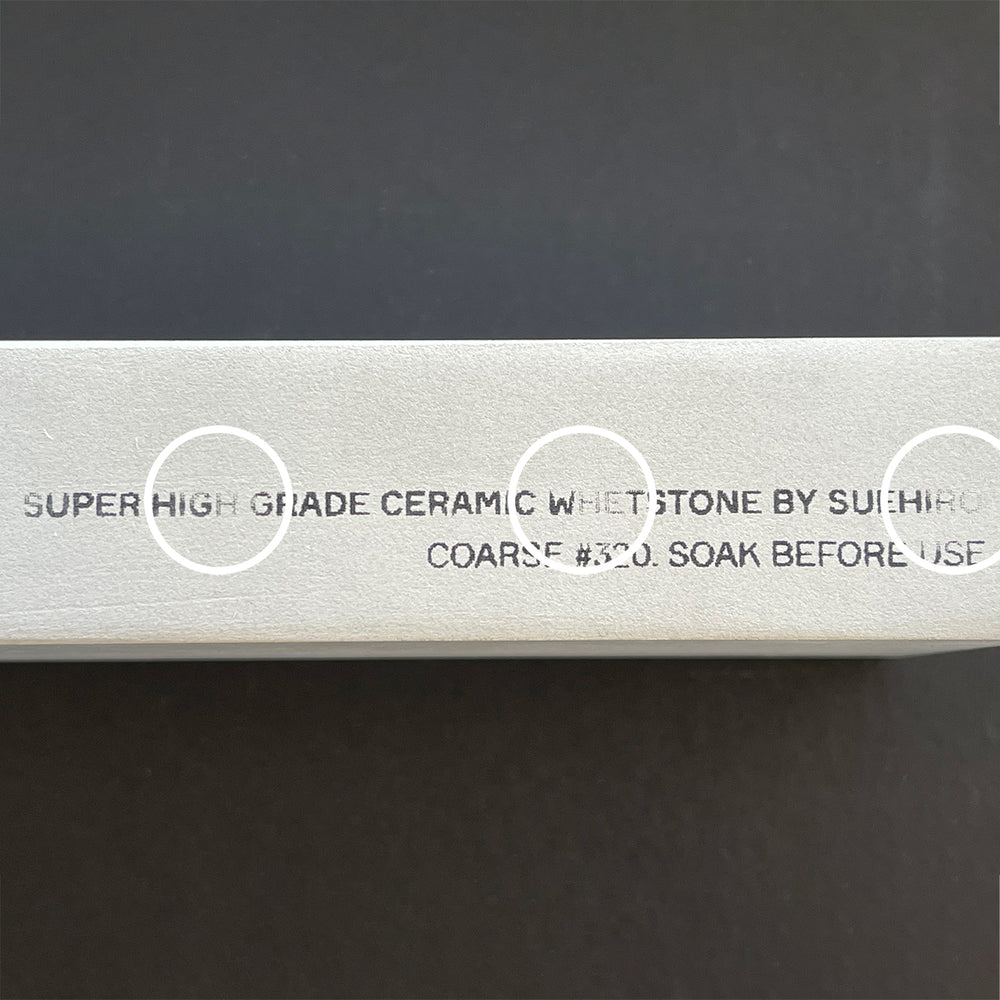 SUPER HIGH GRADE CERAMIC WHETSTONE BY SUEHIRO
COARSE #320. SOAK BEFORE USE